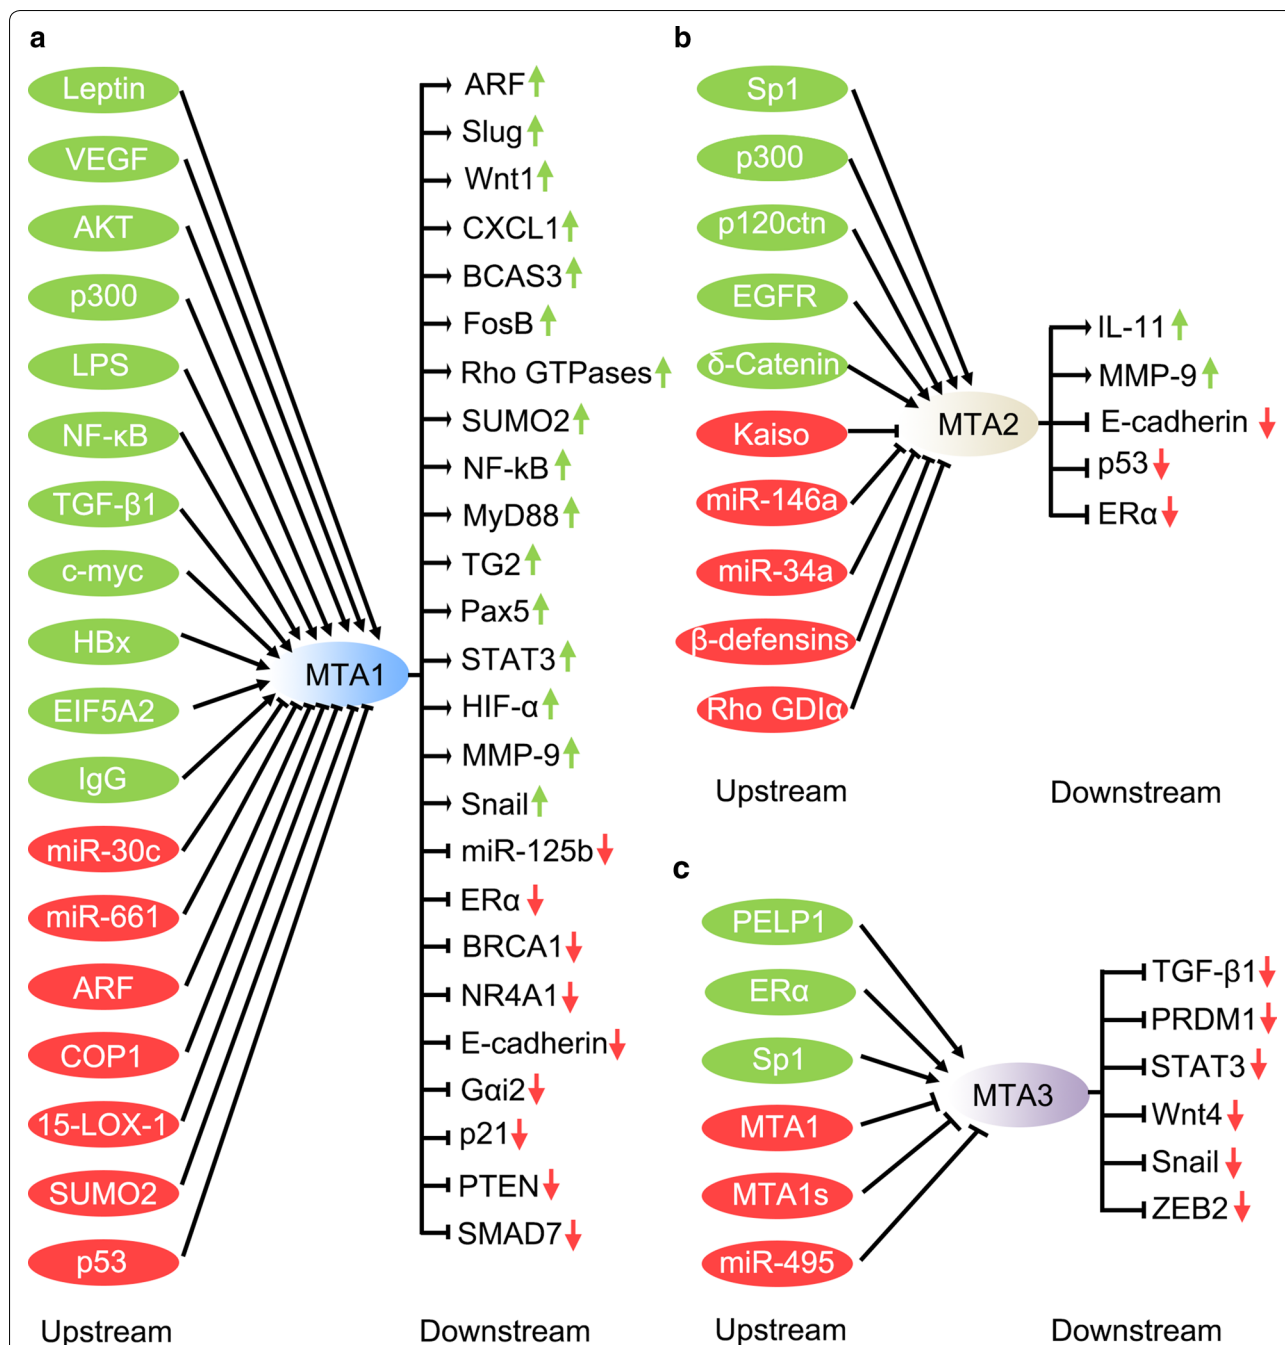 a
Leptin
VEGF
AKT
p300
LPS
NF-κB
TGF-β1
c-myc
HBx
EIF5A2
IgG
miR-30c
miR-661
ARF
COP1
15-LOX-1
SUMO2
p53
Upstream
MTA1
ARF
Slug
Wnt1
CXCL1
BCAS3
FosB
Rho GTPases
SUMO2
NF-kB
MyD88
TG2
Pax5
STAT3
HIF-α
MMP-9
Snail
miR-125b
ERα
BRCA1
NR4A1
E-cadherin
Gαi2
p21
PTEN
SMAD7
Downstream
b
Sp1
p300
p120ctn
EGFR
δ-Catenin
Kaiso
miR-146a
miR-34a
β-defensins
Rho GDIα
Upstream
MTA2
IL-11
MMP-9
E-cadherin
p53
ERα
Downstream
c
PELP1
ERα
Sp1
MTA1
MTA1s
miR-495
Upstream
MTA3
TGF-β1
PRDM1
STAT3
Wnt4
Snail
ZEB2
Downstream